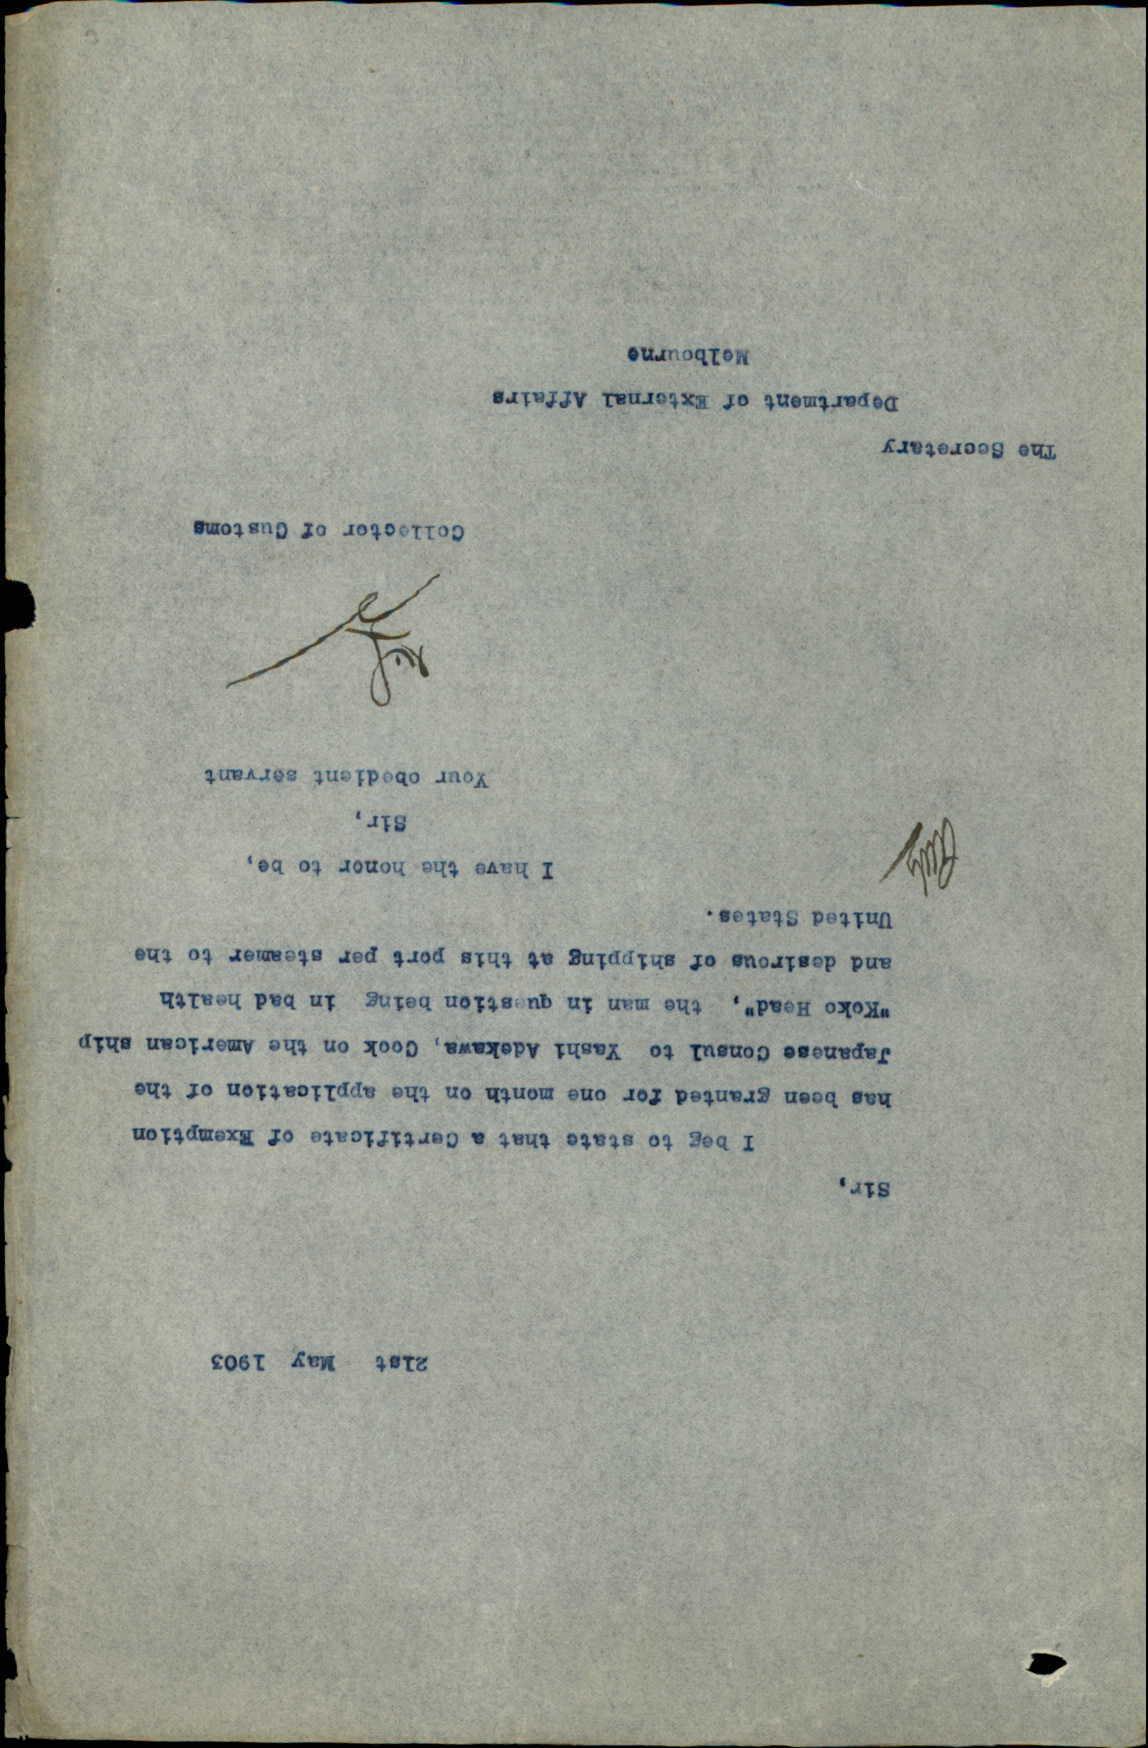 21st May 1903
Sir,
I beg to state that a Certificate of Exemption
has been granted for one month on the application of the
Japanese Consul to Yashi Adekawa, Cook on the American ship
"Koko Head", the man in question being in bad health
and desirous of shipping at this port per steamer to the
United States.
I have the honor to be,
Sir,
Your obedient servant
Collector of Customs
The Secretary
Department of External Affairs
Melbourne